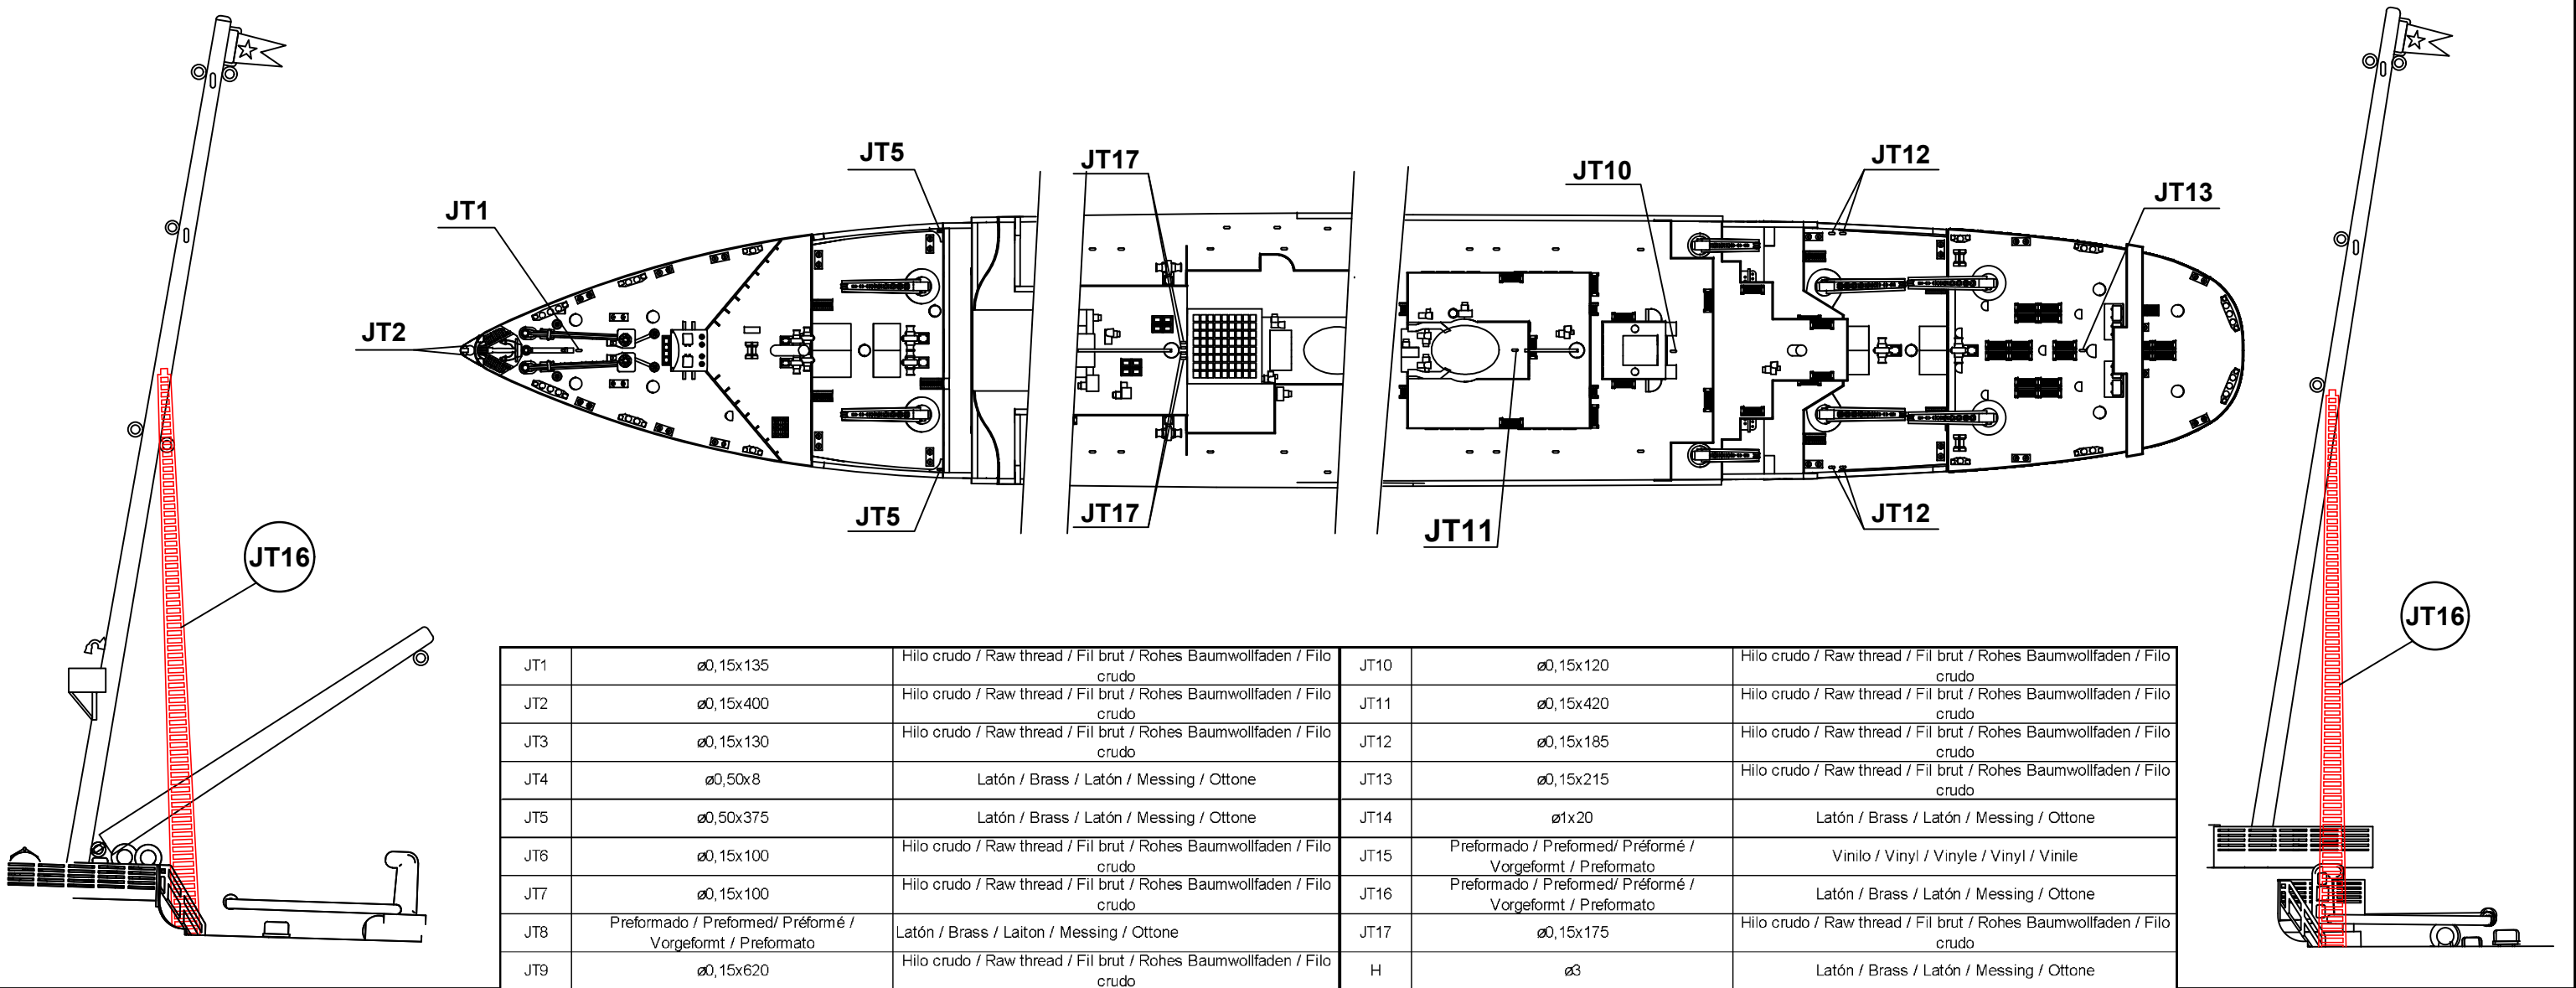 JT5
JT17
JT12
JT10
JT13
JT1
JT2
JT5
JT17
JT11
JT12
JT16
JT16
JT1 ø0,15x135 Hilo crudo / Raw thread / Fil brut / Rohes Baumwollfaden / Filo
crudo
JT2 ø0,15x400 Hilo crudo / Raw thread / Fil brut / Rohes Baumwollfaden / Filo
crudo
JT3 ø0,15x130 Hilo crudo / Raw thread / Fil brut / Rohes Baumwollfaden / Filo
crudo
JT4 ø0,50x8 Latón / Brass / Latón / Messing / Ottone
JT5 ø0,50x375 Latón / Brass / Latón / Messing / Ottone
JT6 ø0,15x100 Hilo crudo / Raw thread / Fil brut / Rohes Baumwollfaden / Filo
crudo
JT7 ø0,15x100 Hilo crudo / Raw thread / Fil brut / Rohes Baumwollfaden / Filo
crudo
JT8 Preformado / Preformed/ Préformé /
Vorgeformt / Preformato
Latón / Brass / Laiton / Messing / Ottone
JT9 ø0,15x620 Hilo crudo / Raw thread / Fil brut / Rohes Baumwollfaden / Filo
crudo
JT10 ø0,15x120 Hilo crudo / Raw thread / Fil brut / Rohes Baumwollfaden / Filo
crudo
JT11 ø0,15x420 Hilo crudo / Raw thread / Fil brut / Rohes Baumwollfaden / Filo
crudo
JT12 ø0,15x185 Hilo crudo / Raw thread / Fil brut / Rohes Baumwollfaden / Filo
crudo
JT13 ø0,15x215 Hilo crudo / Raw thread / Fil brut / Rohes Baumwollfaden / Filo
crudo
JT14 ø1x20 Latón / Brass / Latón / Messing / Ottone
JT15 Preformado / Preformed/ Préformé /
Vorgeformt / Preformato
Vinilo / Vinyl / Vinyle / Vinyl / Vinile
JT16 Preformado / Preformed/ Préformé /
Vorgeformt / Preformato
Latón / Brass / Latón / Messing / Ottone
JT17 ø0,15x175 Hilo crudo / Raw thread / Fil brut / Rohes Baumwollfaden / Filo
crudo
H ø3 Latón / Brass / Latón / Messing / Ottone